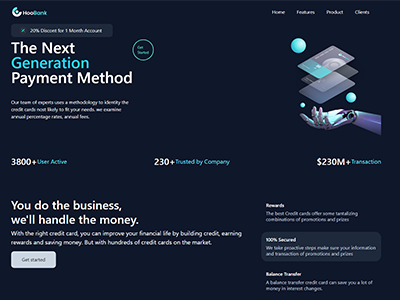 HooBank
Home Features Product Clients
20% Discont for 1 Month Account
The Next
Generation
Payment Method
Get
Started
Our team of experts uses a methodology to identity the
credit cards nost likely to fit your needs. we examine
annual percentage rates, annual fees.
3800+ User Active
230+ Trusted by Company
$230M+ Transaction
You do the business,
we'll handle the money.
With the right credit card, you can improve your financial life by building credit, earning
rewards and saving money. But with hundreds of credit cards on the market.
Get started
Rewards
The best Credit cards offer some tantalizing
combinations of promotions and prizes
100% Secured
We take proactive steps make sure your information
and transaction of promotions and prizes
Balance Transfer
A balance transfer credit card can save you a lot of
money in interest changes.